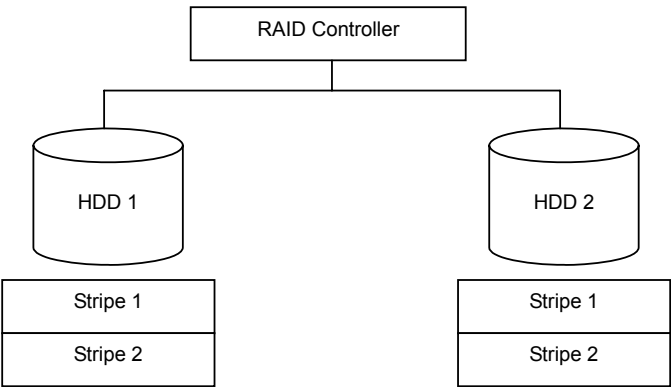 RAID Controller
HDD 1
HDD 2
Stripe 1
Stripe 1
Stripe 2
Stripe 2